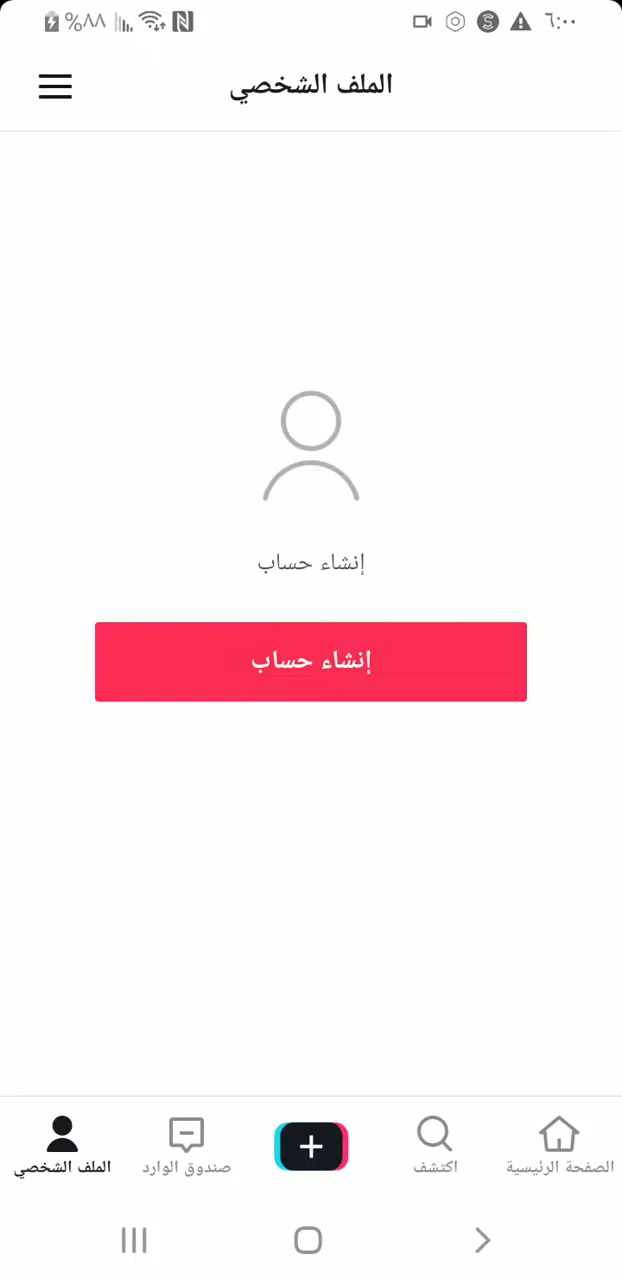 ٦:٠٠
%٨٨
الملف الشخصي
إنشاء حساب
إنشاء حساب
الصفحة الرئيسية
اكتشف
صندوق الوارد
الملف الشخصي